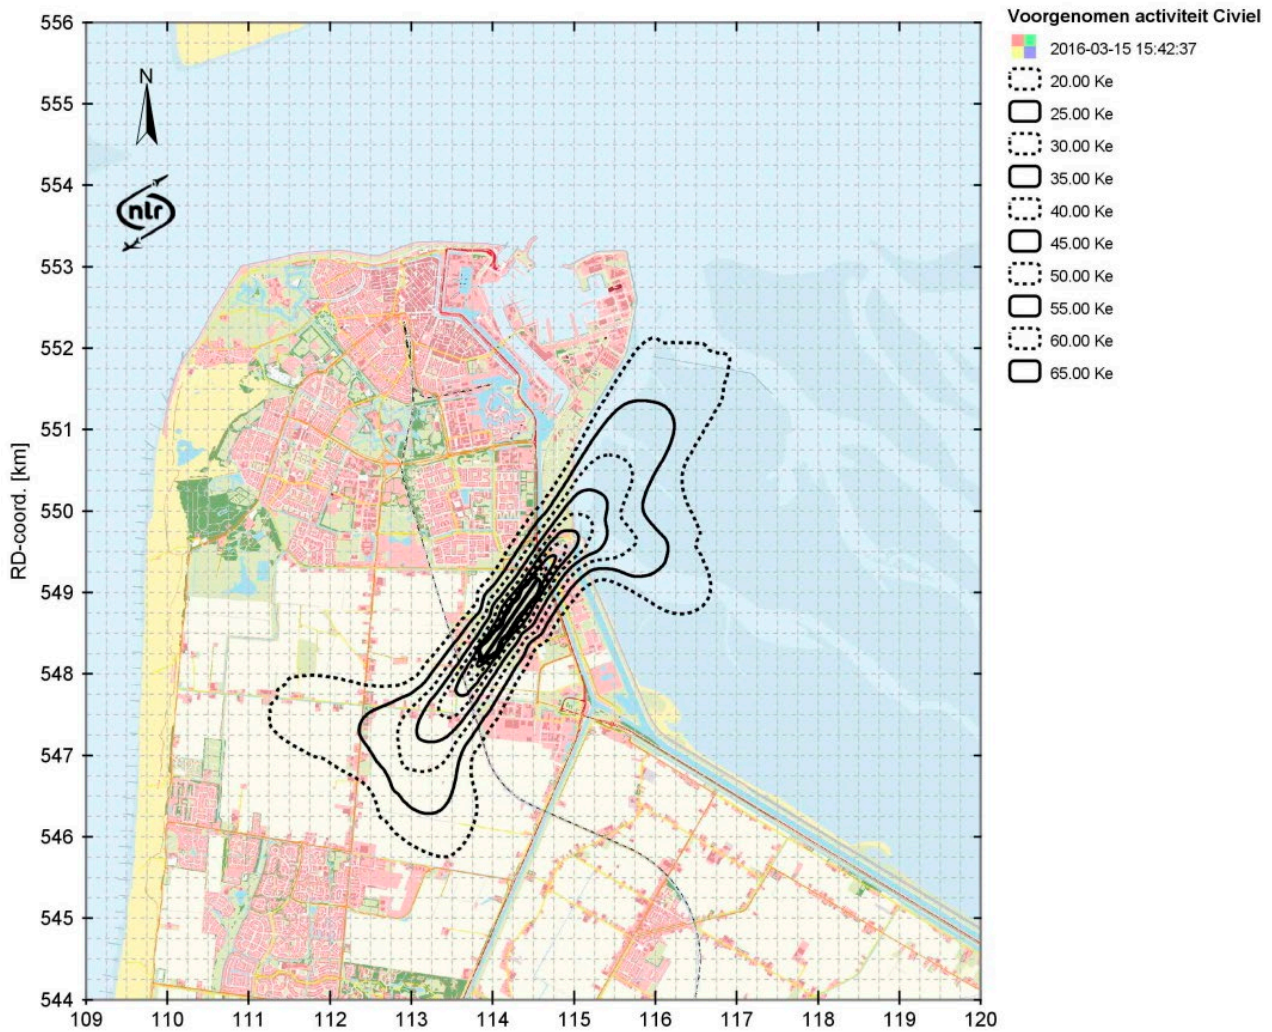 Voorgenomen activiteit Civiel
2016-03-15 15:42:37
20.00 Ke
25.00 Ke
30.00 Ke
35.00 Ke
40.00 Ke
45.00 Ke
50.00 Ke
55.00 Ke
60.00 Ke
65.00 Ke
N
nlr
RD-coord. [km]
556
555
554
553
552
551
550
549
548
547
546
545
544
109 110 111 112 113 114 115 116 117 118 119 120